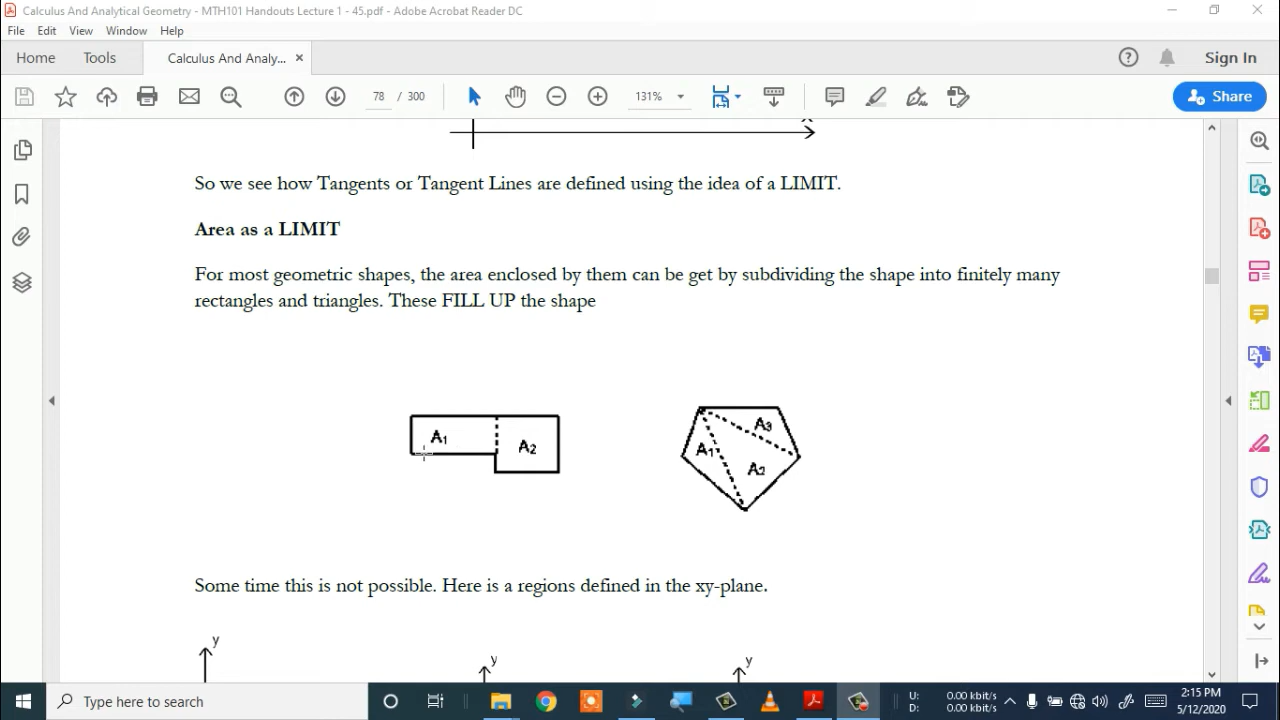 Calculus And Analytical Geometry - MTH101 Handouts Lecture 1 - 45.pdf - Adobe Acrobat Reader DC
File Edit View Window Help
Home Tools Calculus And Analy... × Sign In
78 / 300 131% Share
x
So we see how Tangents or Tangent Lines are defined using the idea of a LIMIT.
Area as a LIMIT
For most geometric shapes, the area enclosed by them can be get by subdividing the shape into finitely many
rectangles and triangles. These FILL UP the shape
A1 A2 A1 A2 A3
Some time this is not possible. Here is a regions defined in the xy-plane.
y y y
Type here to search
U: 0.00 kbit/s
D: 0.00 kbit/s
2:15 PM
5/12/2020